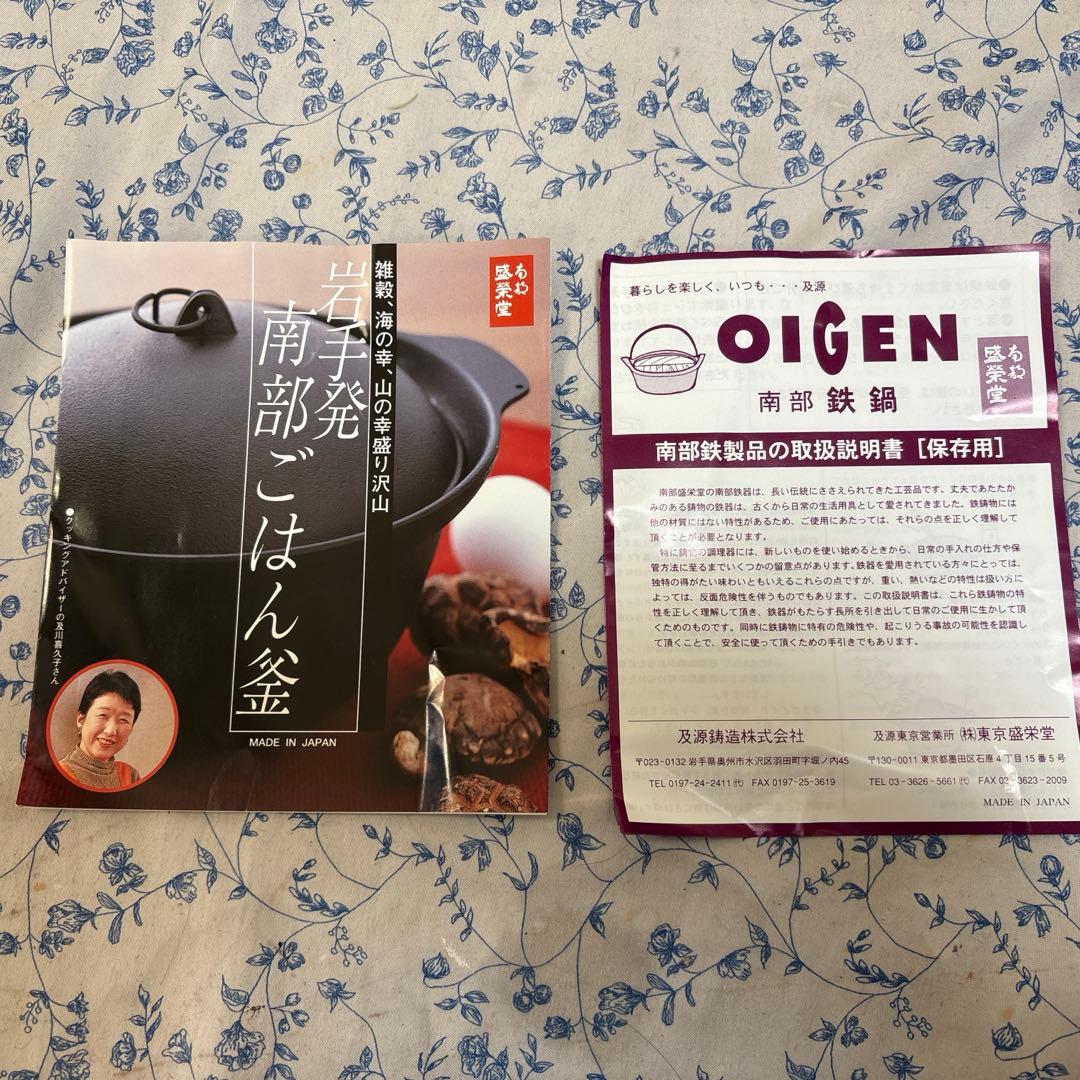 南部
盛榮堂
雑穀、海の幸、山の幸盛り沢山
岩手発
南部ごはん釜
●クッキングアドバイザーの及川喜久子さん
MADE IN JAPAN
暮らしを楽しく、いつも・・・及源
OIGEN
南部 鉄鍋
南部
盛榮堂
南部鉄製品の取扱説明書［保存用］
南部盛栄堂の南部鉄器は、長い伝統にささえられてきた工芸品です。丈夫であたたか
みのある鋳物の鉄器は、古くから日常の生活用具として愛されてきました。鉄鋳物には
他の材質にはない特性があるため、ご使用にあたっては、それらの点を正しく理解して
頂くことが必要となります。
特に鋳物の調理器には、新しいものを使い始めるときから、日常の手入れの仕方や保
管方法に至るまでいくつかの留意点があります。鉄器を愛用されている方々にとっては、
独特の得がたい味わいともいえるこれらの点ですが、重い、熱いなどの特性は扱い方に
よっては、反面危険性を伴うものでもあります。この取扱説明書は、これら鉄鋳物の特
性を正しく理解して頂き、鉄器がもたらす長所を引き出して日常のご使用に生かして頂
くためのものです。同時に鉄鋳物に特有の危険性や、起こりうる事故の可能性を認識し
て頂くことで、安全に使って頂くための手引きでもあります。
及源鋳造株式会社
〒023-0132 岩手県奥州市水沢区羽田町字堀ノ内45
TEL 0197-24-2411㈹ FAX 0197-25-3619
及源東京営業所 ㈱東京盛栄堂
〒130-0011 東京都墨田区石原4丁目15番5号
TEL 03-3626-5661㈹ FAX 03-3623-2009
MADE IN JAPAN